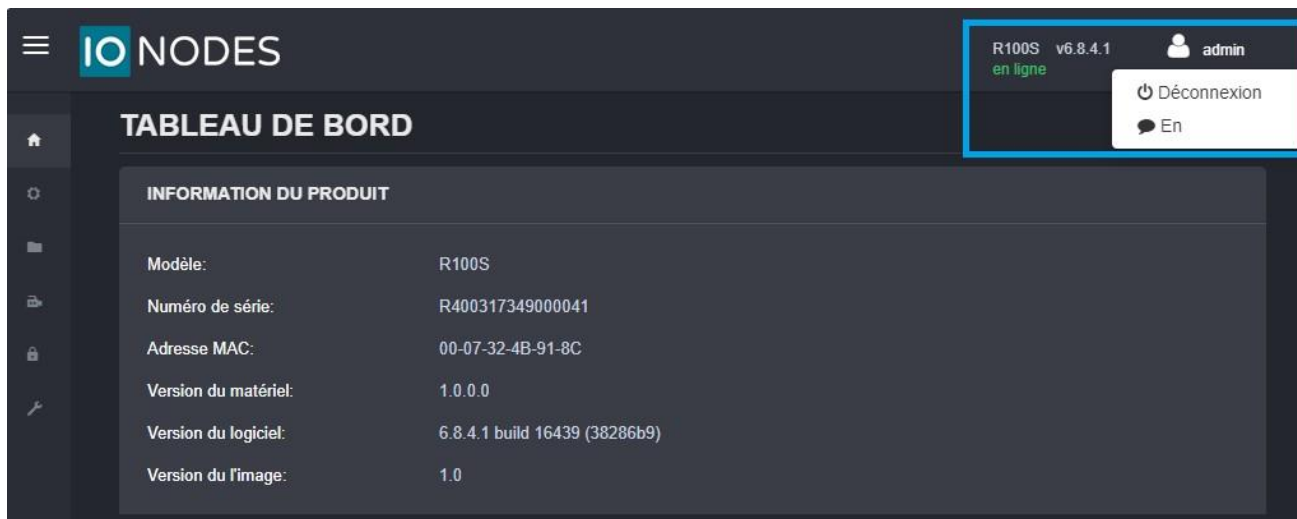 IONODES
R100S v6.8.4.1 admin
en ligne
Déconnexion
En
TABLEAU DE BORD
INFORMATION DU PRODUIT
Modèle: R100S
Numéro de série: R400317349000041
Adresse MAC: 00-07-32-4B-91-8C
Version du matériel: 1.0.0.0
Version du logiciel: 6.8.4.1 build 16439 (38286b9)
Version du l'image: 1.0